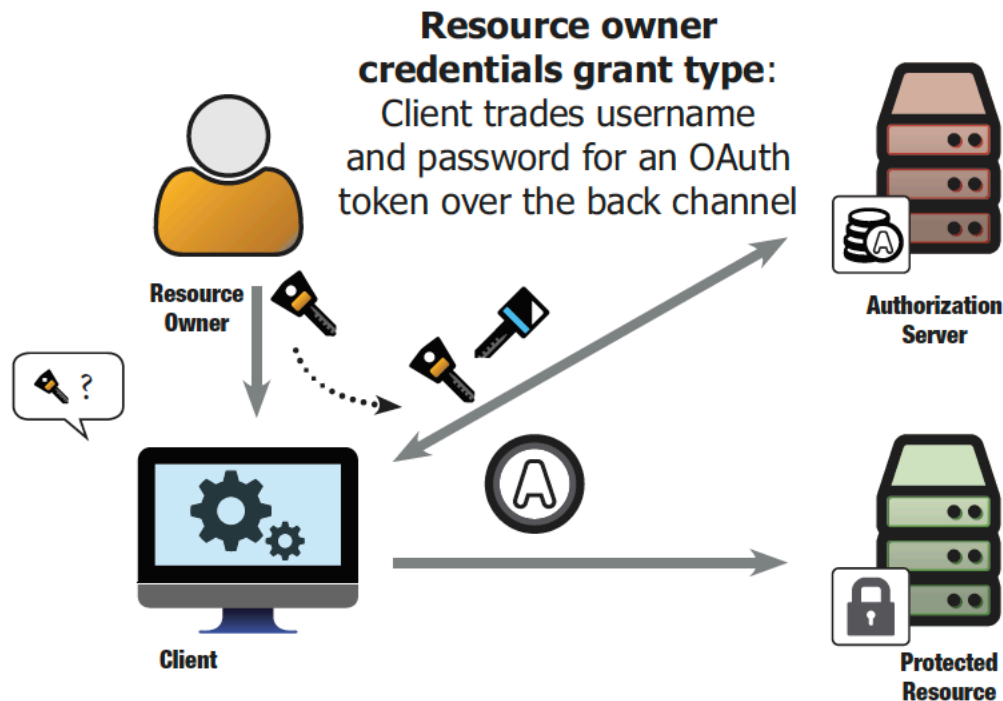 Resource owner
credentials grant type:
Client trades username
and password for an OAuth
token over the back channel
Resource
Owner
A
Authorization
Server
?
A
Client
Protected
Resource